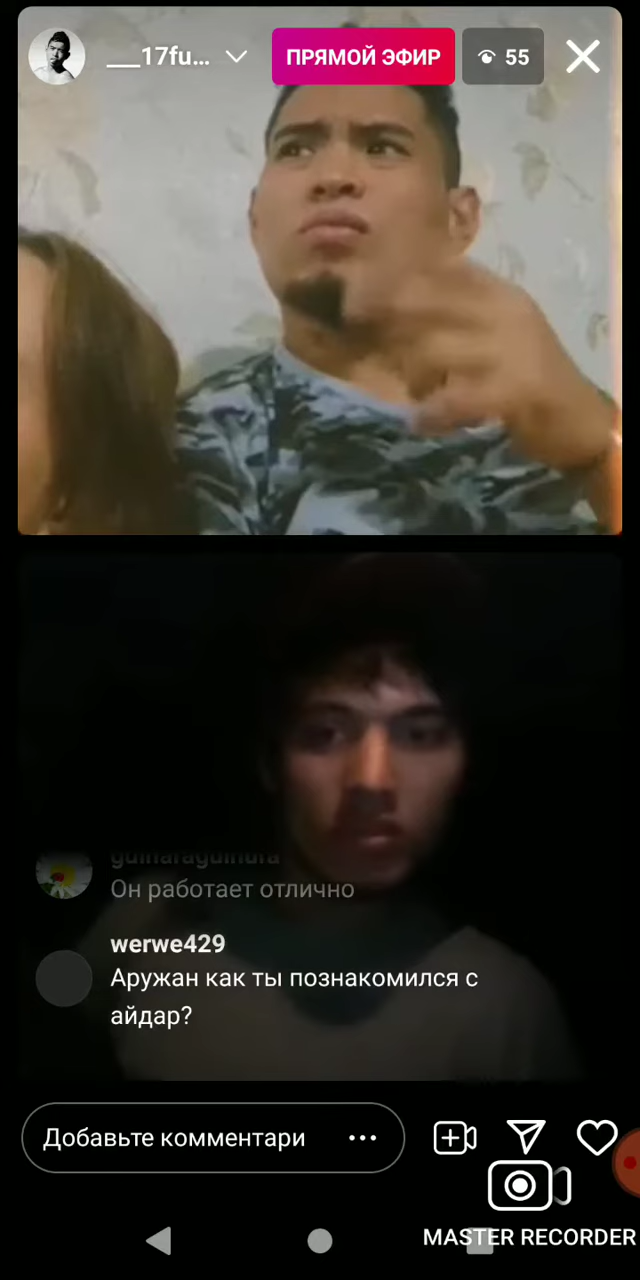 ___17fu...
ПРЯМОЙ ЭФИР
55
Он работает отлично
werwe429
Аружан как ты познакомился с
айдар?
Добавьте комментари
MASTER RECORDER